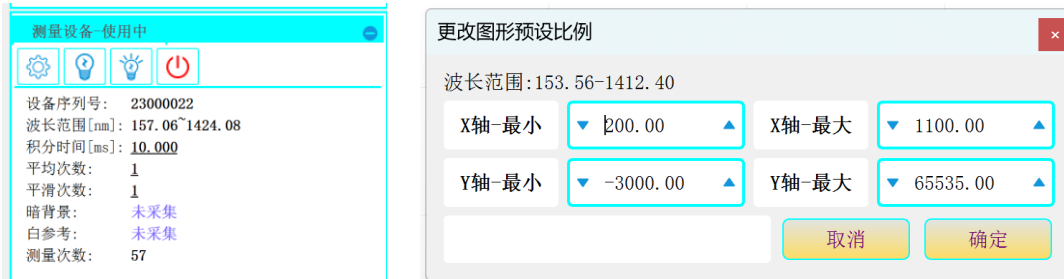 测量设备-使用中
设备序列号: 23000022
波长范围[nm]: 157.06~1424.08
积分时间[ms]: 10.000
平均次数: 1
平滑次数: 1
暗背景: 未采集
白参考: 未采集
测量次数: 57
更改图形预设比例
×
波长范围:153.56-1412.40
X轴-最小 200.00 X轴-最大 1100.00
Y轴-最小 -3000.00 Y轴-最大 65535.00
取消 确定